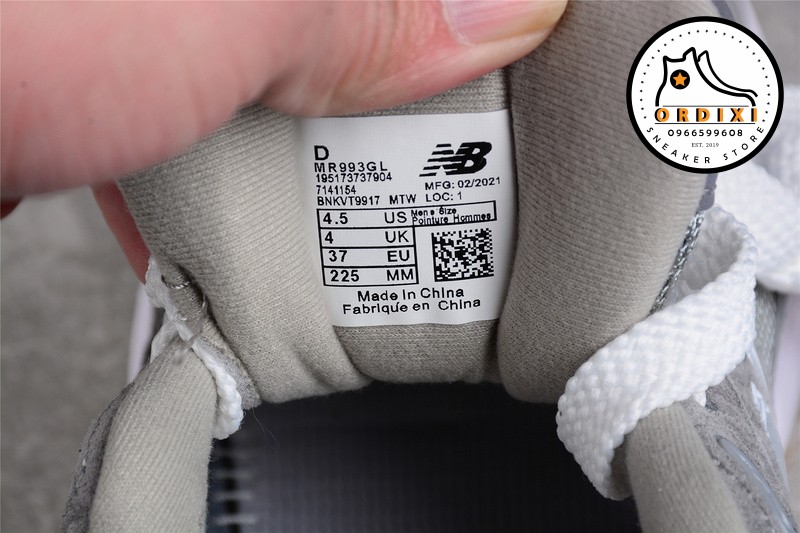 D
MR993GL
195173737904
7141154
BNKVT9917 MTW
NB
MFG: 02/2021
LOC: 1
4.5 US Men's Size
Pointure Hommes
4 UK
37 EU
225 MM
Made in China
Fabrique en China
ORDIXI
0966599608
EST. 2019
SNEAKER STORE